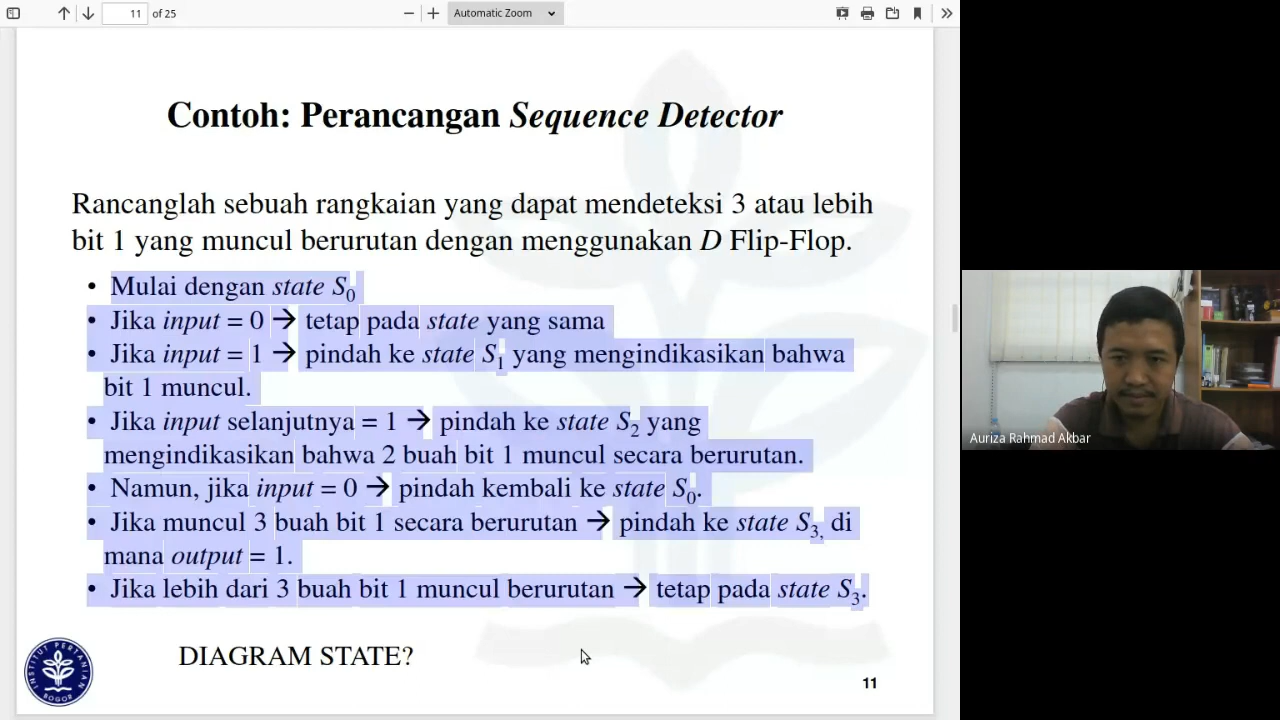 11 of 25
Automatic Zoom
Contoh: Perancangan Sequence Detector
Rancanglah sebuah rangkaian yang dapat mendeteksi 3 atau lebih
bit 1 yang muncul berurutan dengan menggunakan D Flip-Flop.
• Mulai dengan state S0
• Jika input = 0 → tetap pada state yang sama
• Jika input = 1 → pindah ke state S1 yang mengindikasikan bahwa
bit 1 muncul.
• Jika input selanjutnya = 1 → pindah ke state S2 yang
mengindikasikan bahwa 2 buah bit 1 muncul secara berurutan.
• Namun, jika input = 0 → pindah kembali ke state S0.
• Jika muncul 3 buah bit 1 secara berurutan → pindah ke state S3, di
mana output = 1.
• Jika lebih dari 3 buah bit 1 muncul berurutan → tetap pada state S3.
DIAGRAM STATE?
INSTITUT PERTANIAN
BOGOR
11
Auriza Rahmad Akbar